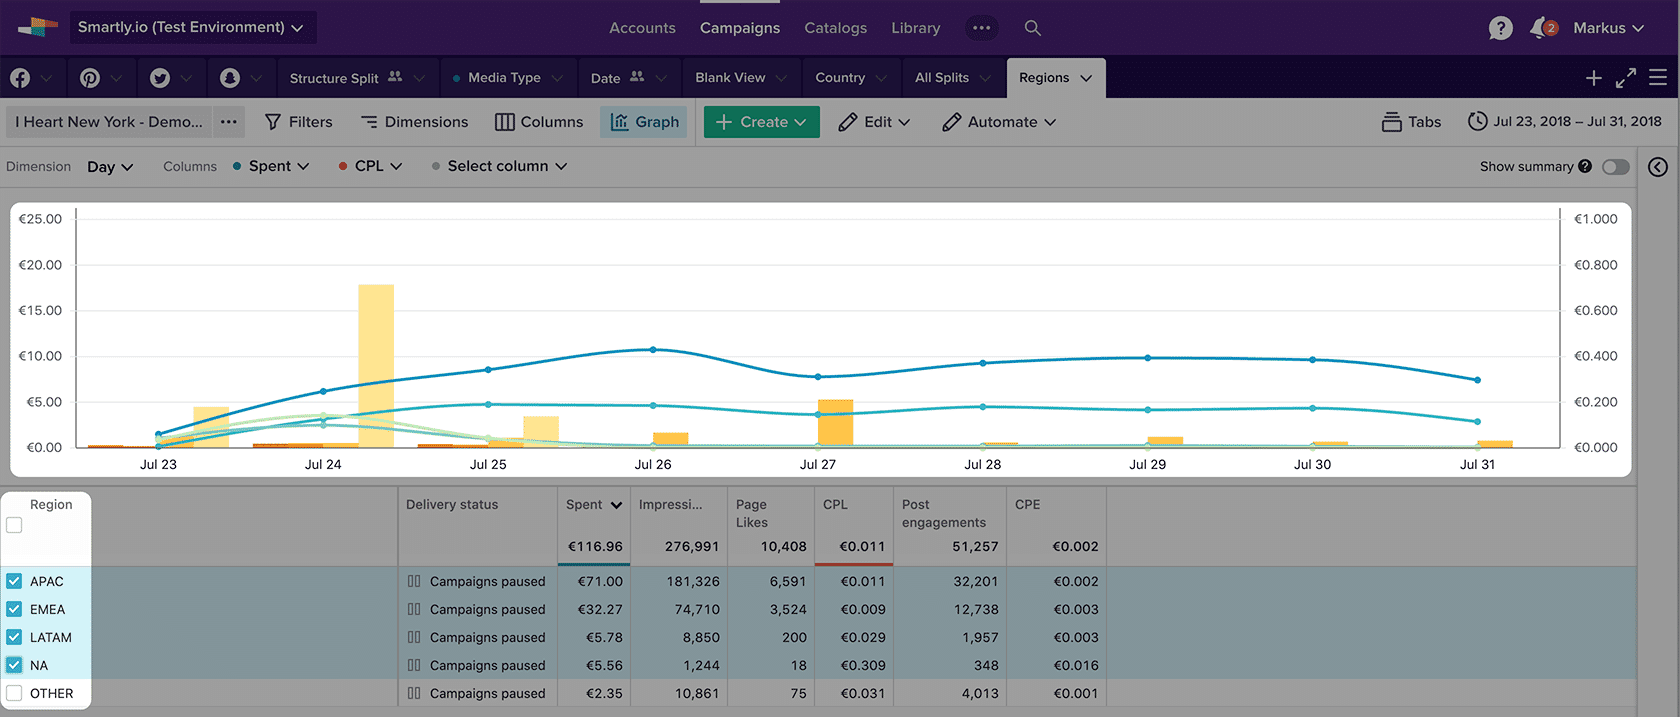 Smartly.io (Test Environment) Accounts Campaigns Catalogs Library ••• ? 2 Markus
Structure Split Media Type Date Blank View Country All Splits Regions
I Heart New York - Demo... ••• Filters Dimensions Columns Graph + Create Edit Automate Tabs Jul 23, 2018 – Jul 31, 2018
Dimension Day Columns Spent CPL Select column Show summary ?
€25.00 €1.000
€20.00 €0.800
€15.00 €0.600
€10.00 €0.400
€5.00 €0.200
€0.00 €0.000
Jul 23 Jul 24 Jul 25 Jul 26 Jul 27 Jul 28 Jul 29 Jul 30 Jul 31
Region Delivery status Spent Impressi... Page CPL Post CPE
Likes engagements
€116.96 276,991 10,408 €0.011 51,257 €0.002
APAC Campaigns paused €71.00 181,326 6,591 €0.011 32,201 €0.002
EMEA Campaigns paused €32.27 74,710 3,524 €0.009 12,738 €0.003
LATAM Campaigns paused €5.78 8,850 200 €0.029 1,957 €0.003
NA Campaigns paused €5.56 1,244 18 €0.309 348 €0.016
OTHER Campaigns paused €2.35 10,861 75 €0.031 4,013 €0.001